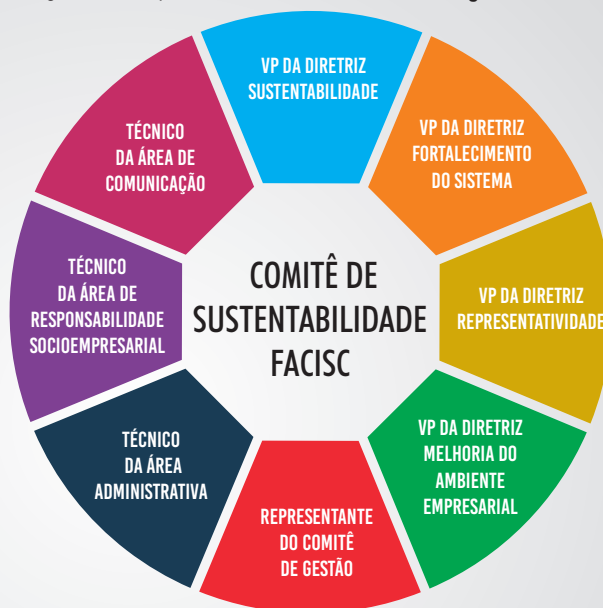 VP DA DIRETRIZ
SUSTENTABILIDADE
VP DA DIRETRIZ
FORTALECIMENTO
DO SISTEMA
VP DA DIRETRIZ
REPRESENTATIVIDADE
VP DA DIRETRIZ
MELHORIA DO
AMBIENTE
EMPRESARIAL
REPRESENTANTE
DO COMITÊ
DE GESTÃO
TÉCNICO
DA ÁREA
ADMINISTRATIVA
TÉCNICO
DA ÁREA DE
RESPONSABILIDADE
SOCIOEMPRESARIAL
TÉCNICO
DA ÁREA DE
COMUNICAÇÃO
COMITÊ DE
SUSTENTABILIDADE
FACISC